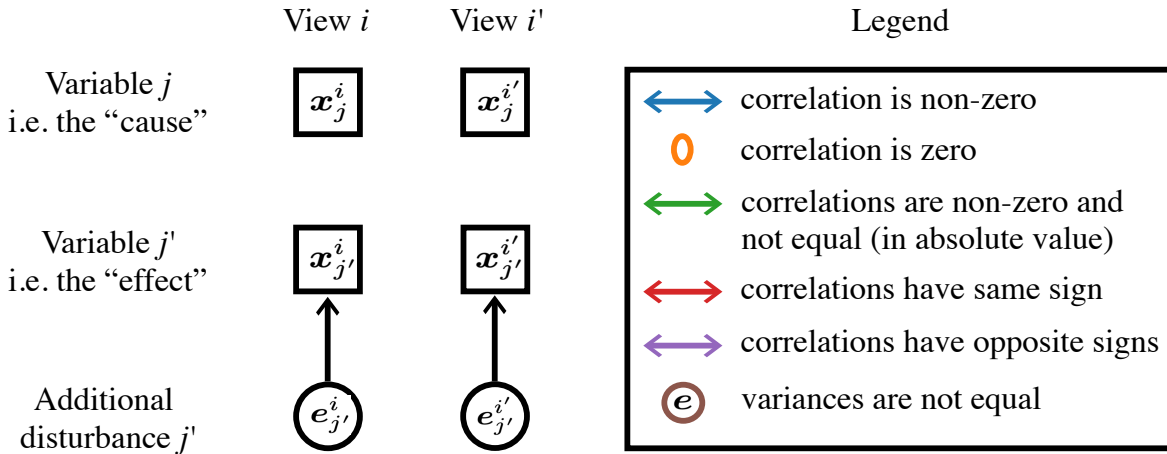 View i View i' Legend
Variable j
i.e. the “cause”
x_j^i x_j^{i'}
correlation is non-zero
correlation is zero
correlations are non-zero and
not equal (in absolute value)
Variable j'
i.e. the “effect”
x_{j'}^i x_{j'}^{i'}
correlations have same sign
correlations have opposite signs
Additional
disturbance j'
e_{j'}^i e_{j'}^{i'}
e variances are not equal